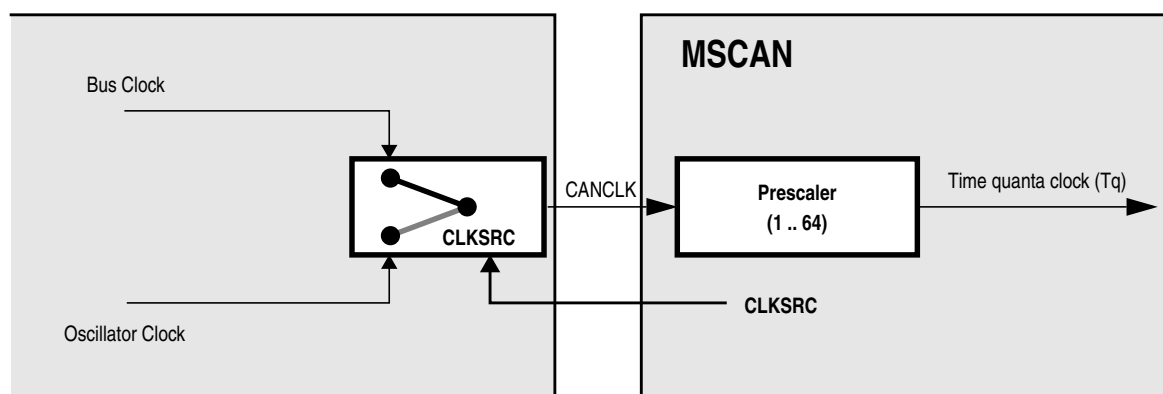 MSCAN
Bus Clock
CANCLK
Prescaler
(1 .. 64)
Time quanta clock (Tq)
CLKSRC
CLKSRC
Oscillator Clock